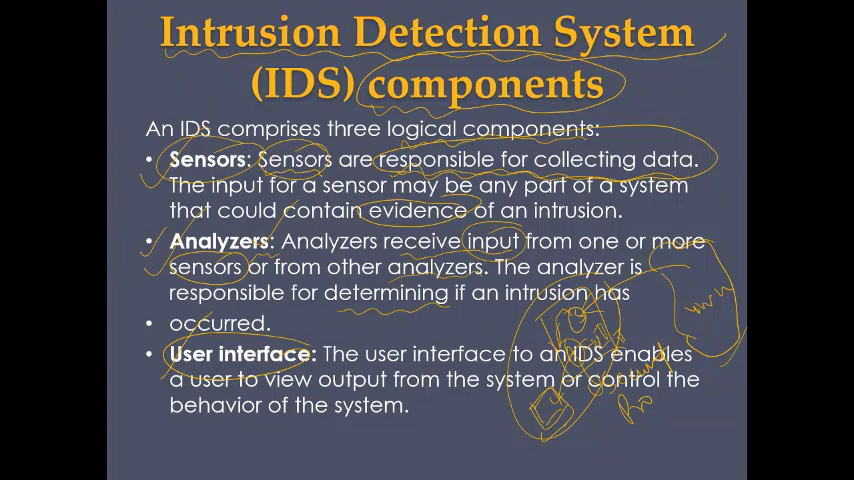 Intrusion Detection System
(IDS) components
An IDS comprises three logical components:
• Sensors: Sensors are responsible for collecting data.
The input for a sensor may be any part of a system
that could contain evidence of an intrusion.
• Analyzers: Analyzers receive input from one or more
sensors or from other analyzers. The analyzer is
responsible for determining if an intrusion has
• occurred.
• User interface: The user interface to an IDS enables
a user to view output from the system or control the
behavior of the system.